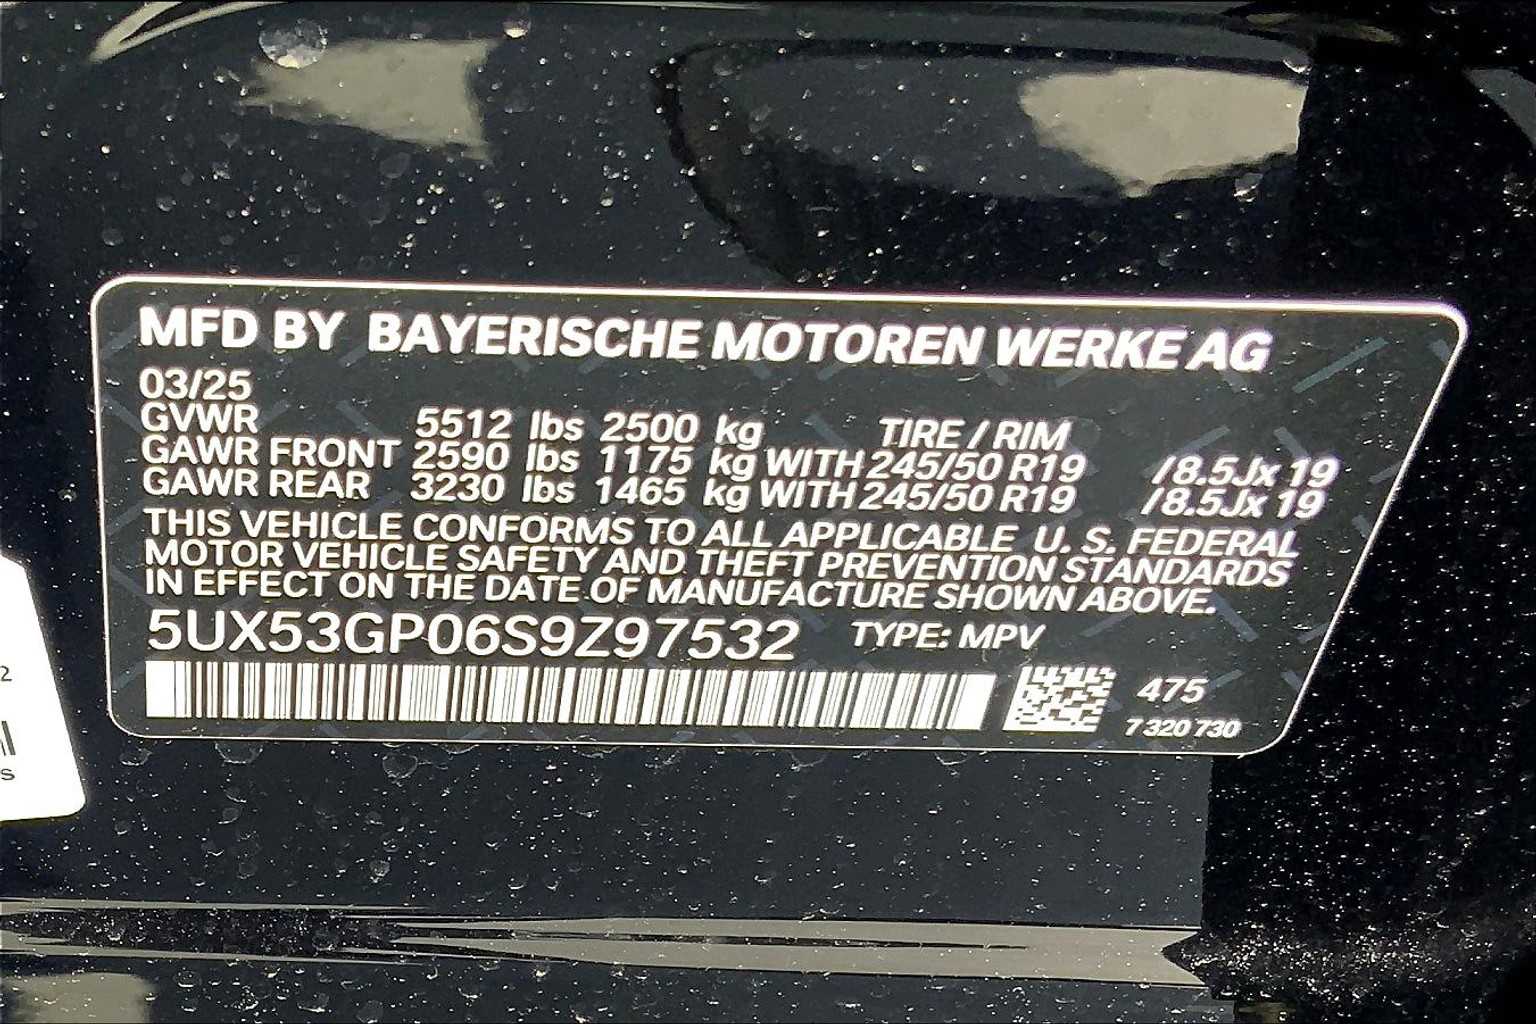 MFD BY BAYERISCHE MOTOREN WERKE AG
03/25
GVWR 5512 lbs 2500 kg TIRE / RIM
GAWR FRONT 2590 lbs 1175 kg WITH 245/50 R19 /8.5Jx 19
GAWR REAR 3230 lbs 1465 kg WITH 245/50 R19 /8.5Jx 19
THIS VEHICLE CONFORMS TO ALL APPLICABLE U. S. FEDERAL
MOTOR VEHICLE SAFETY AND THEFT PREVENTION STANDARDS
IN EFFECT ON THE DATE OF MANUFACTURE SHOWN ABOVE.
5UX53GP06S9Z97532 TYPE: MPV
475
7 320 730
2
S